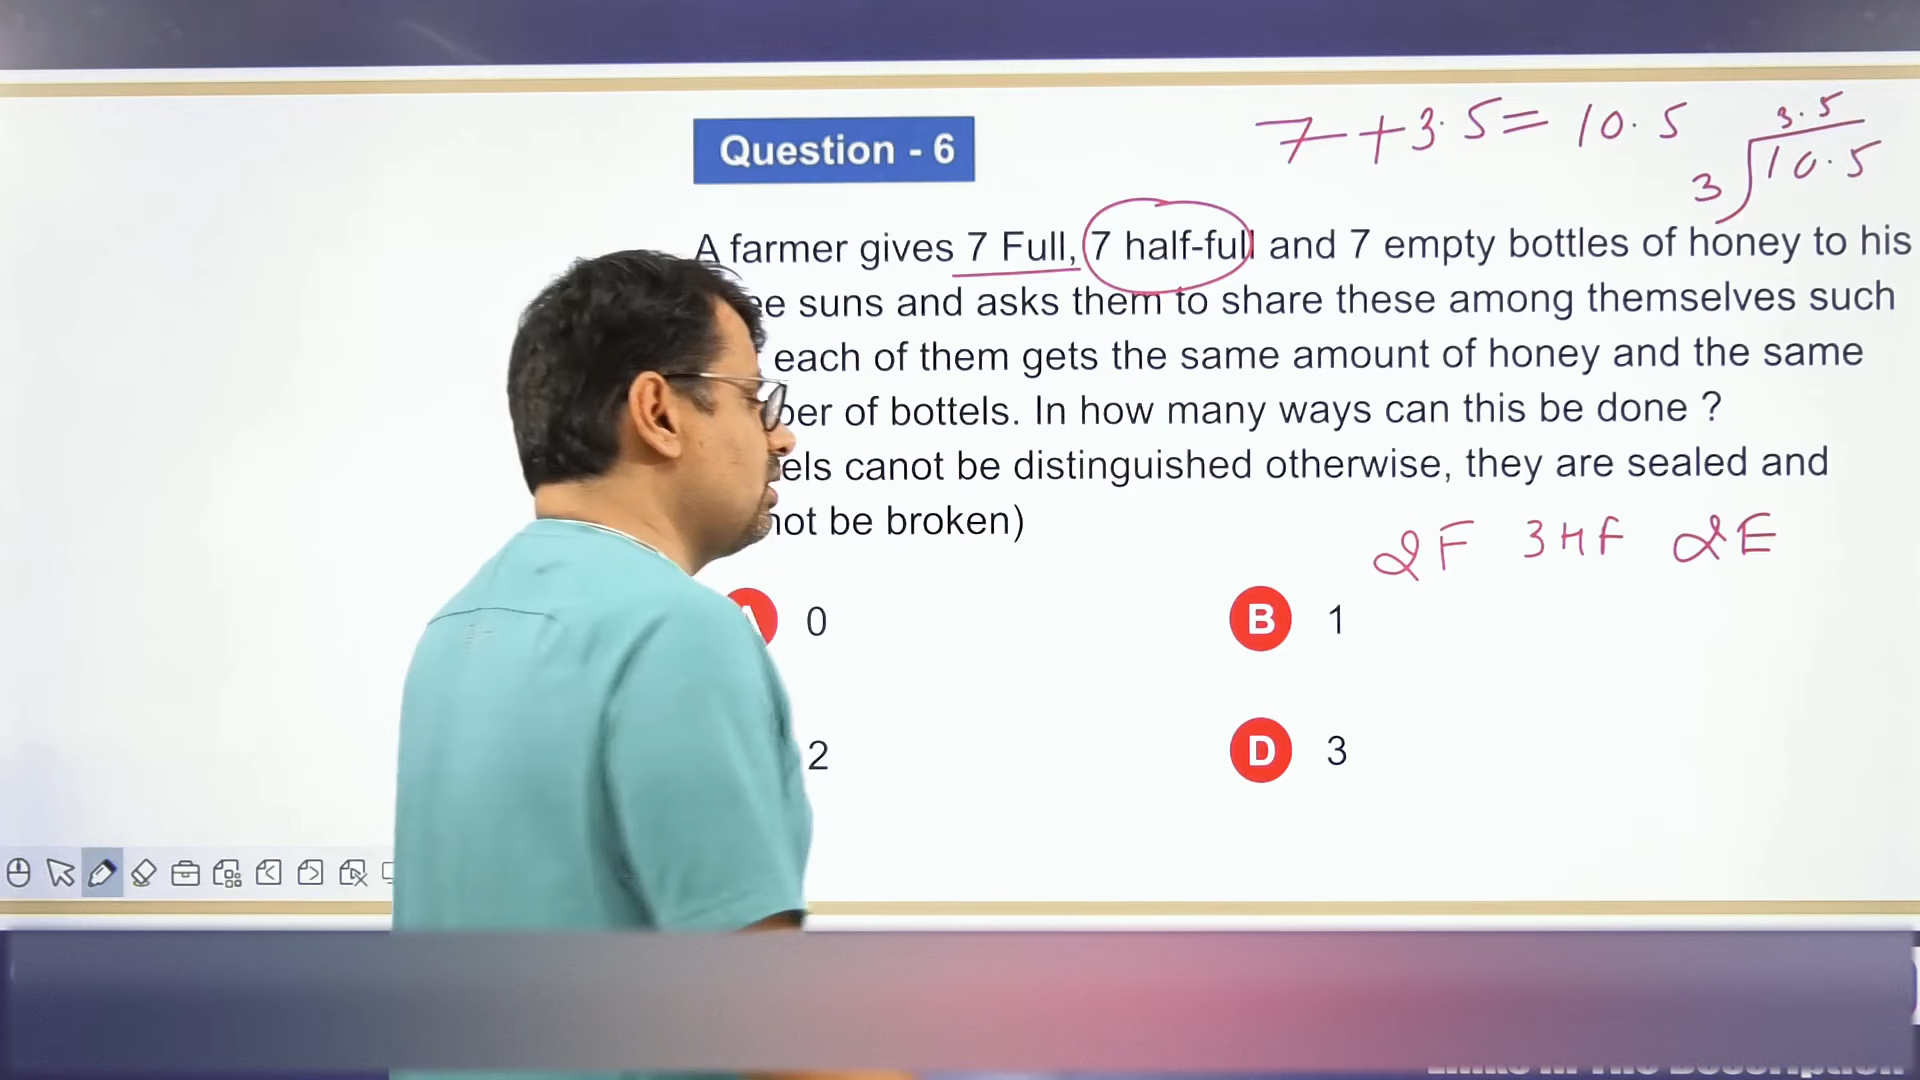 7 + 3.5 = 10.5
3.5
3 10.5
Question - 6
A farmer gives 7 Full, 7 half-full and 7 empty bottles of honey to his
suns and asks them to share these among themselves such
each of them gets the same amount of honey and the same
of bottels. In how many ways can this be done ?
canot be distinguished otherwise, they are sealed and
not be broken)
2F 3HF 2E
A 0
B 1
2
D 3